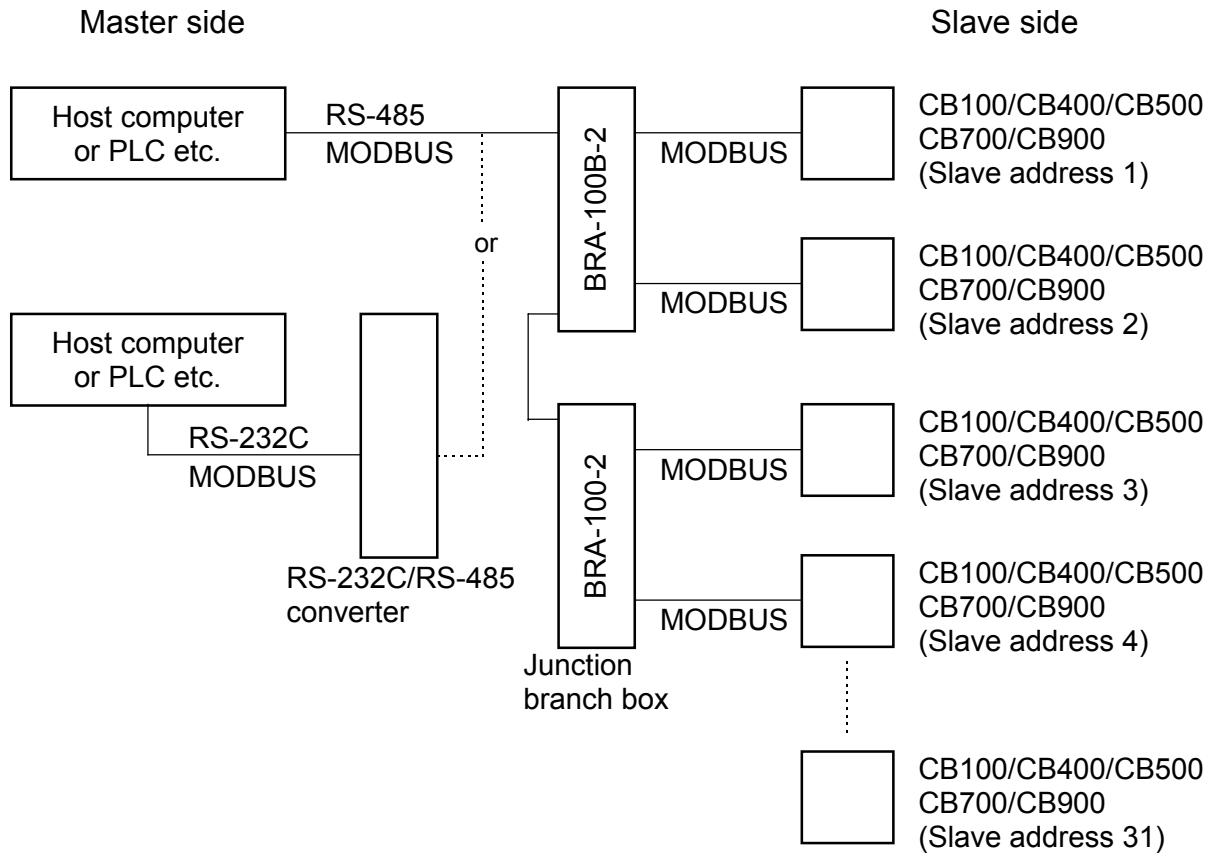 Master side
Slave side
Host computer
or PLC etc.
RS-485
MODBUS
or
BRA-100B-2
MODBUS
CB100/CB400/CB500
CB700/CB900
(Slave address 1)
MODBUS
CB100/CB400/CB500
CB700/CB900
(Slave address 2)
Host computer
or PLC etc.
RS-232C
MODBUS
RS-232C/RS-485
converter
BRA-100-2
Junction
branch box
MODBUS
CB100/CB400/CB500
CB700/CB900
(Slave address 3)
MODBUS
CB100/CB400/CB500
CB700/CB900
(Slave address 4)
CB100/CB400/CB500
CB700/CB900
(Slave address 31)